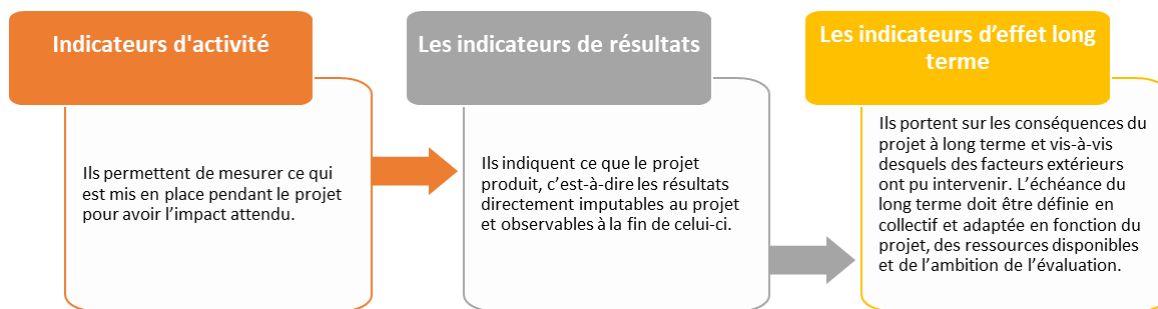 Indicateurs d'activité
Ils permettent de mesurer ce qui
est mis en place pendant le projet
pour avoir l’impact attendu.
Les indicateurs de résultats
Ils indiquent ce que le projet
produit, c’est-à-dire les résultats
directement imputables au projet
et observables à la fin de celui-ci.
Les indicateurs d’effet long
terme
Ils portent sur les conséquences du
projet à long terme et vis-à-vis
desquels des facteurs extérieurs
ont pu intervenir. L’échéance du
long terme doit être définie en
collectif et adaptée en fonction du
projet, des ressources disponibles
et de l’ambition de l’évaluation.